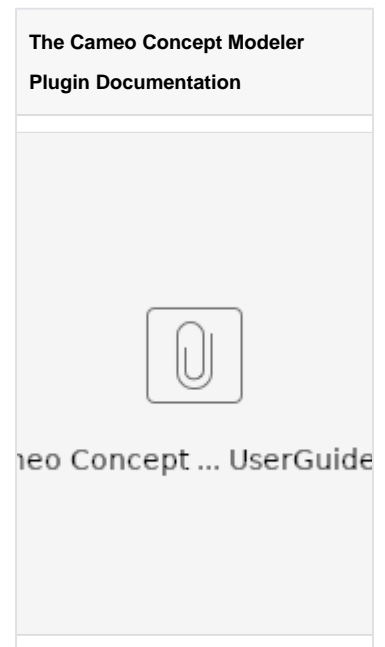 The Cameo Concept Modeler
Plugin Documentation
neo Concept ... UserGuide